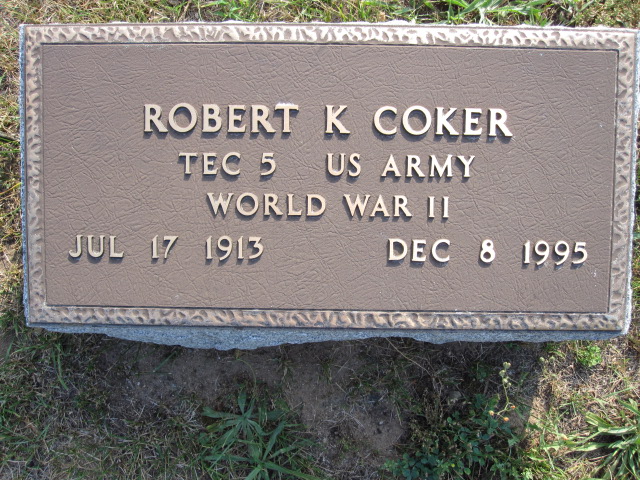 ROBERT K COKER
TEC 5 US ARMY
WORLD WAR II
JUL 17 1913 DEC 8 1995